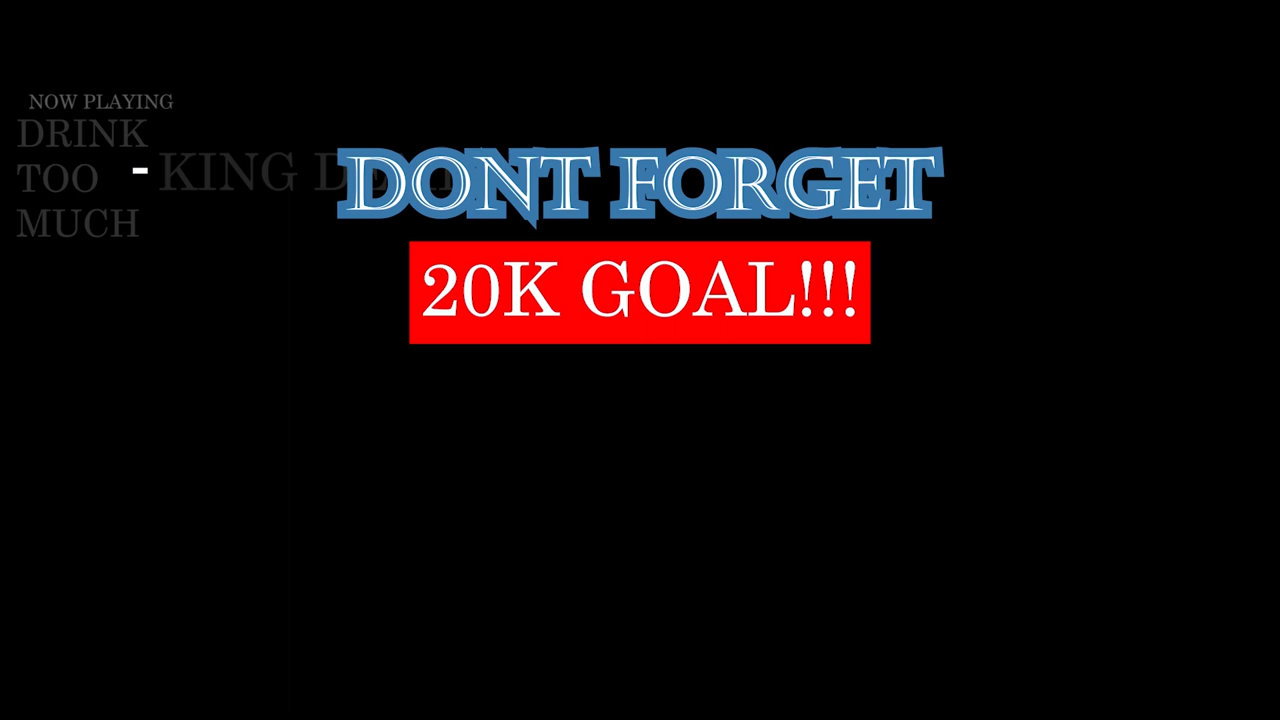 NOW PLAYING
DRINK
TOO
MUCH
- KING
DONT FORGET
20K GOAL!!!